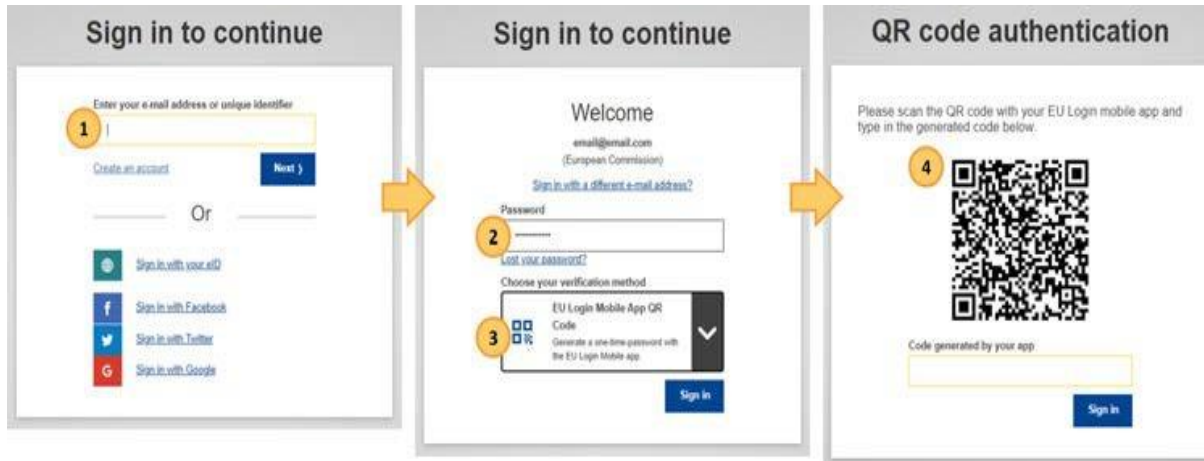 Sign in to continue
Enter your e-mail address or unique identifier
1
Create an account
Next ›
Or
Sign in with your eID
Sign in with Facebook
Sign in with Twitter
Sign in with Google
Sign in to continue
Welcome
email@email.com
(European Commission)
Sign in with a different e-mail address?
Password
2
Lost your password?
Choose your verification method
EU Login Mobile App QR
Code
3
Generate a one-time-password with
the EU Login Mobile app.
Sign in
QR code authentication
Please scan the QR code with your EU Login mobile app and
type in the generated code below.
4
Code generated by your app
Sign in